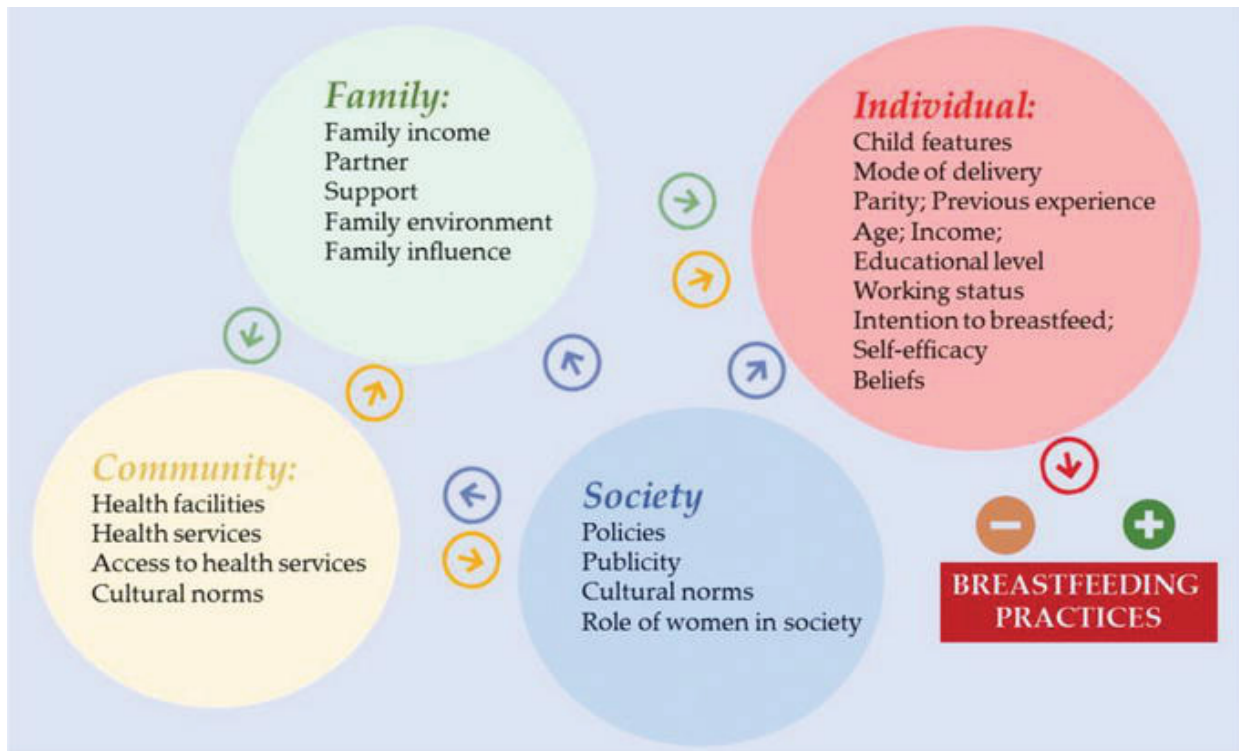 Family:
Family income
Partner
Support
Family environment
Family influence
Individual:
Child features
Mode of delivery
Parity; Previous experience
Age; Income;
Educational level
Working status
Intention to breastfeed;
Self-efficacy
Beliefs
Community:
Health facilities
Health services
Access to health services
Cultural norms
Society
Policies
Publicity
Cultural norms
Role of women in society
BREASTFEEDING
PRACTICES